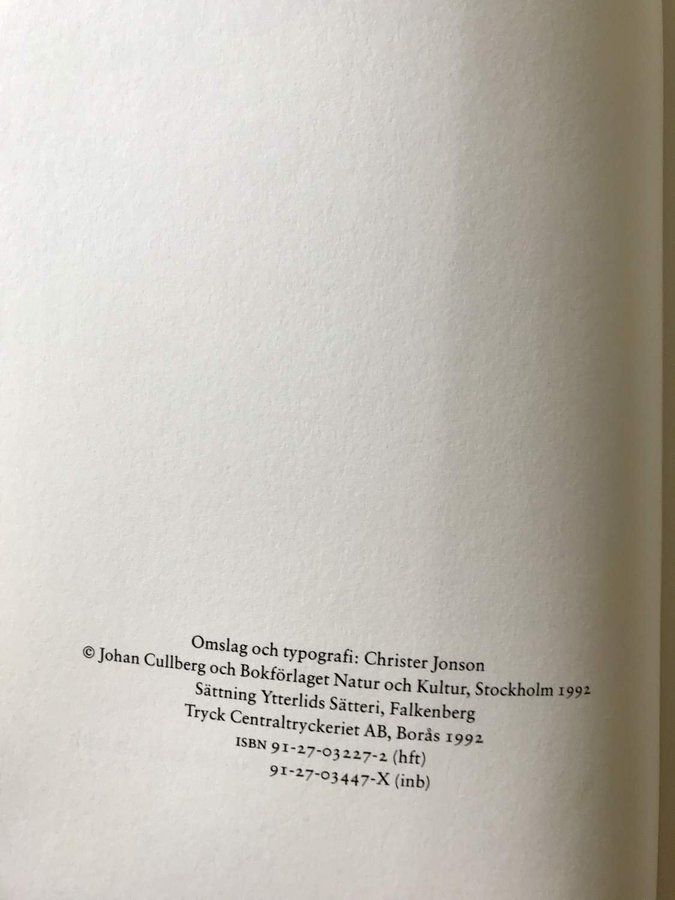 Omslag och typografi: Christer Jonson
© Johan Cullberg och Bokförlaget Natur och Kultur, Stockholm 1992
Sättning Ytterlids Sätteri, Falkenberg
Tryck Centraltryckeriet AB, Borås 1992
ISBN 91-27-03227-2 (hft)
91-27-03447-X (inb)